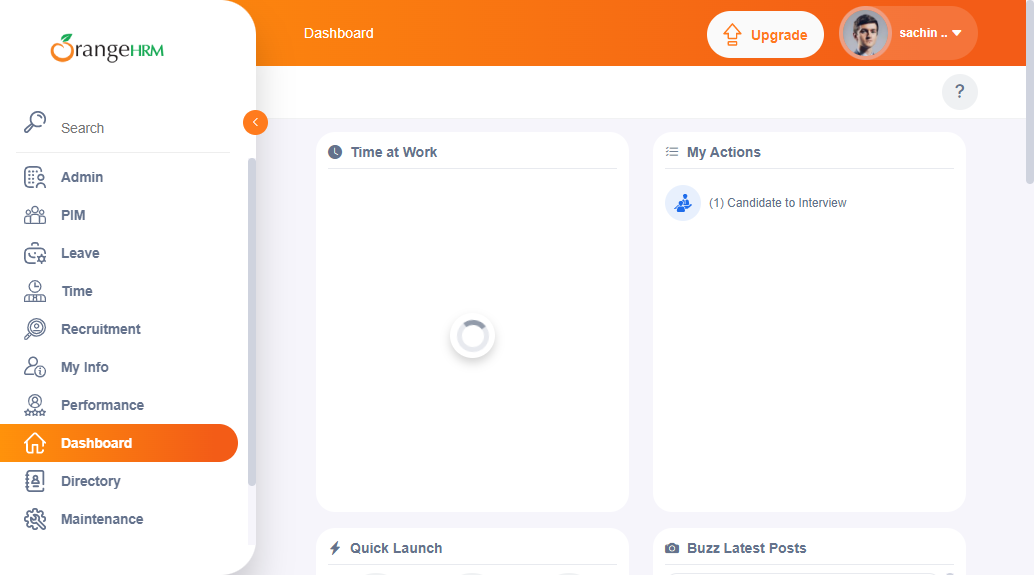 OrangeHRM
Dashboard
Upgrade
sachin ..
?
Search
Admin
PIM
Leave
Time
Recruitment
My Info
Performance
Dashboard
Directory
Maintenance
Time at Work
My Actions
(1) Candidate to Interview
Quick Launch
Buzz Latest Posts